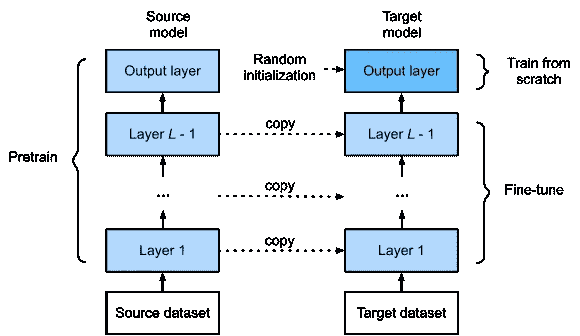 Source
model
Target
model
Output layer
Random
initialization
Output layer
Train from
scratch
Layer L - 1
copy
Layer L - 1
Pretrain
...
copy
...
Fine-tune
Layer 1
copy
Layer 1
Source dataset
Target dataset